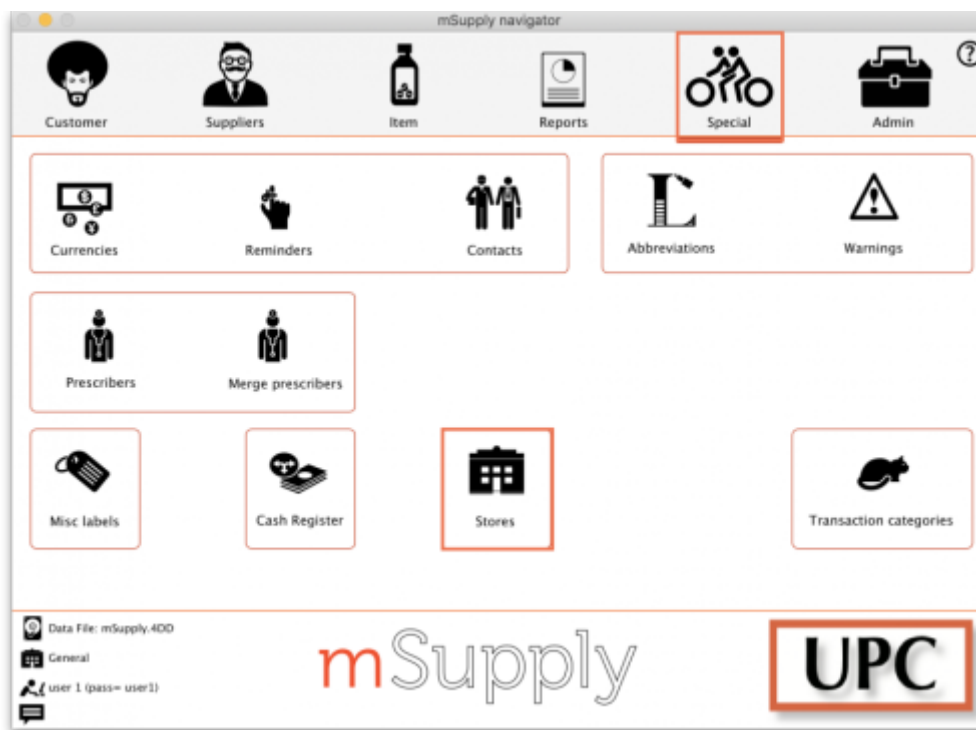 mSupply navigator
?
Customer Suppliers Item Reports Special Admin
Currencies Reminders Contacts Abbreviations Warnings
Prescribers Merge prescribers
Misc labels Cash Register Stores Transaction categories
Data File: mSupply.4DD
General
user 1 (pass= user1)
mSupply
UPC